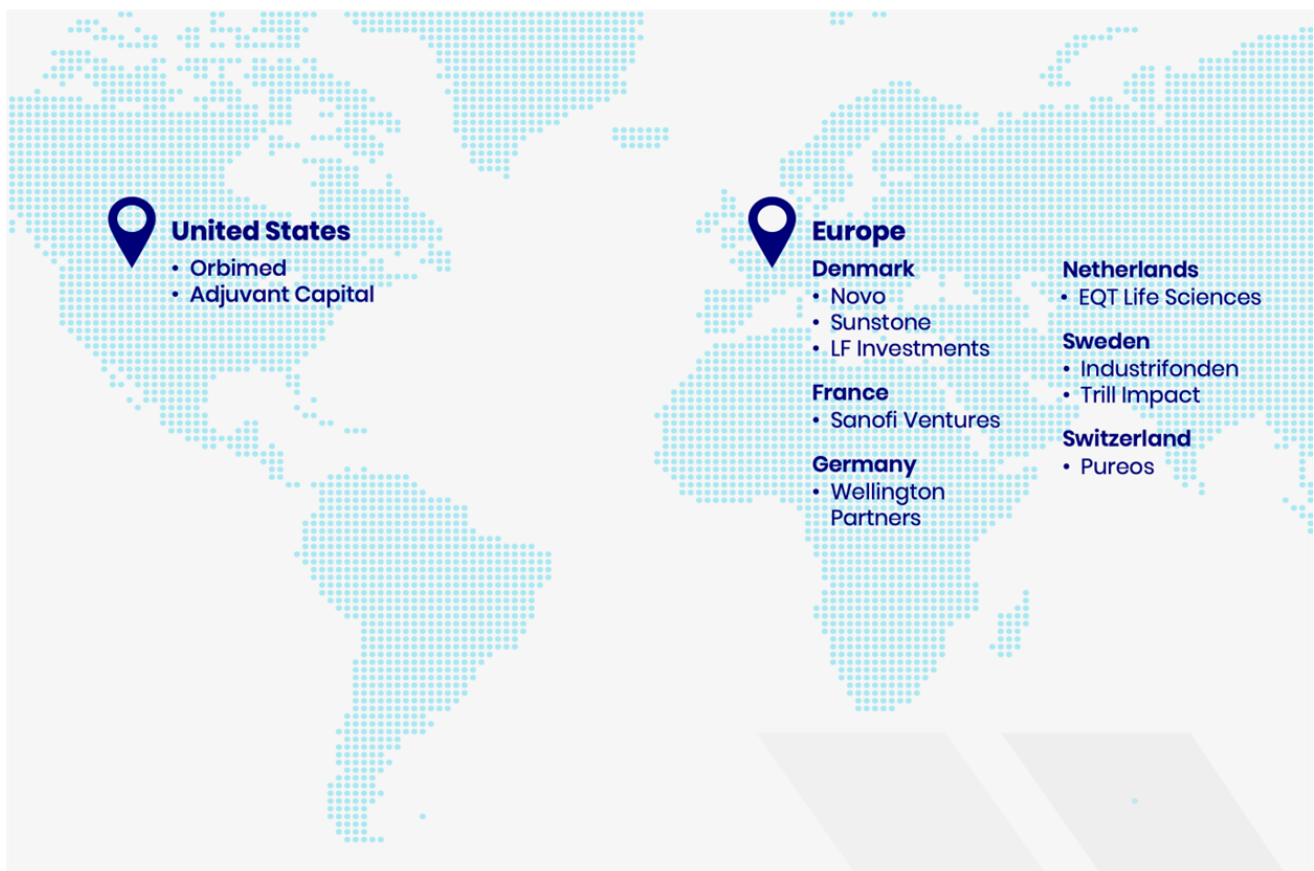 United States
• Orbimed
• Adjuvant Capital
Europe
Denmark
• Novo
• Sunstone
• LF Investments
France
• Sanofi Ventures
Germany
• Wellington
Partners
Netherlands
• EQT Life Sciences
Sweden
• Industrifonden
• Trill Impact
Switzerland
• Pureos